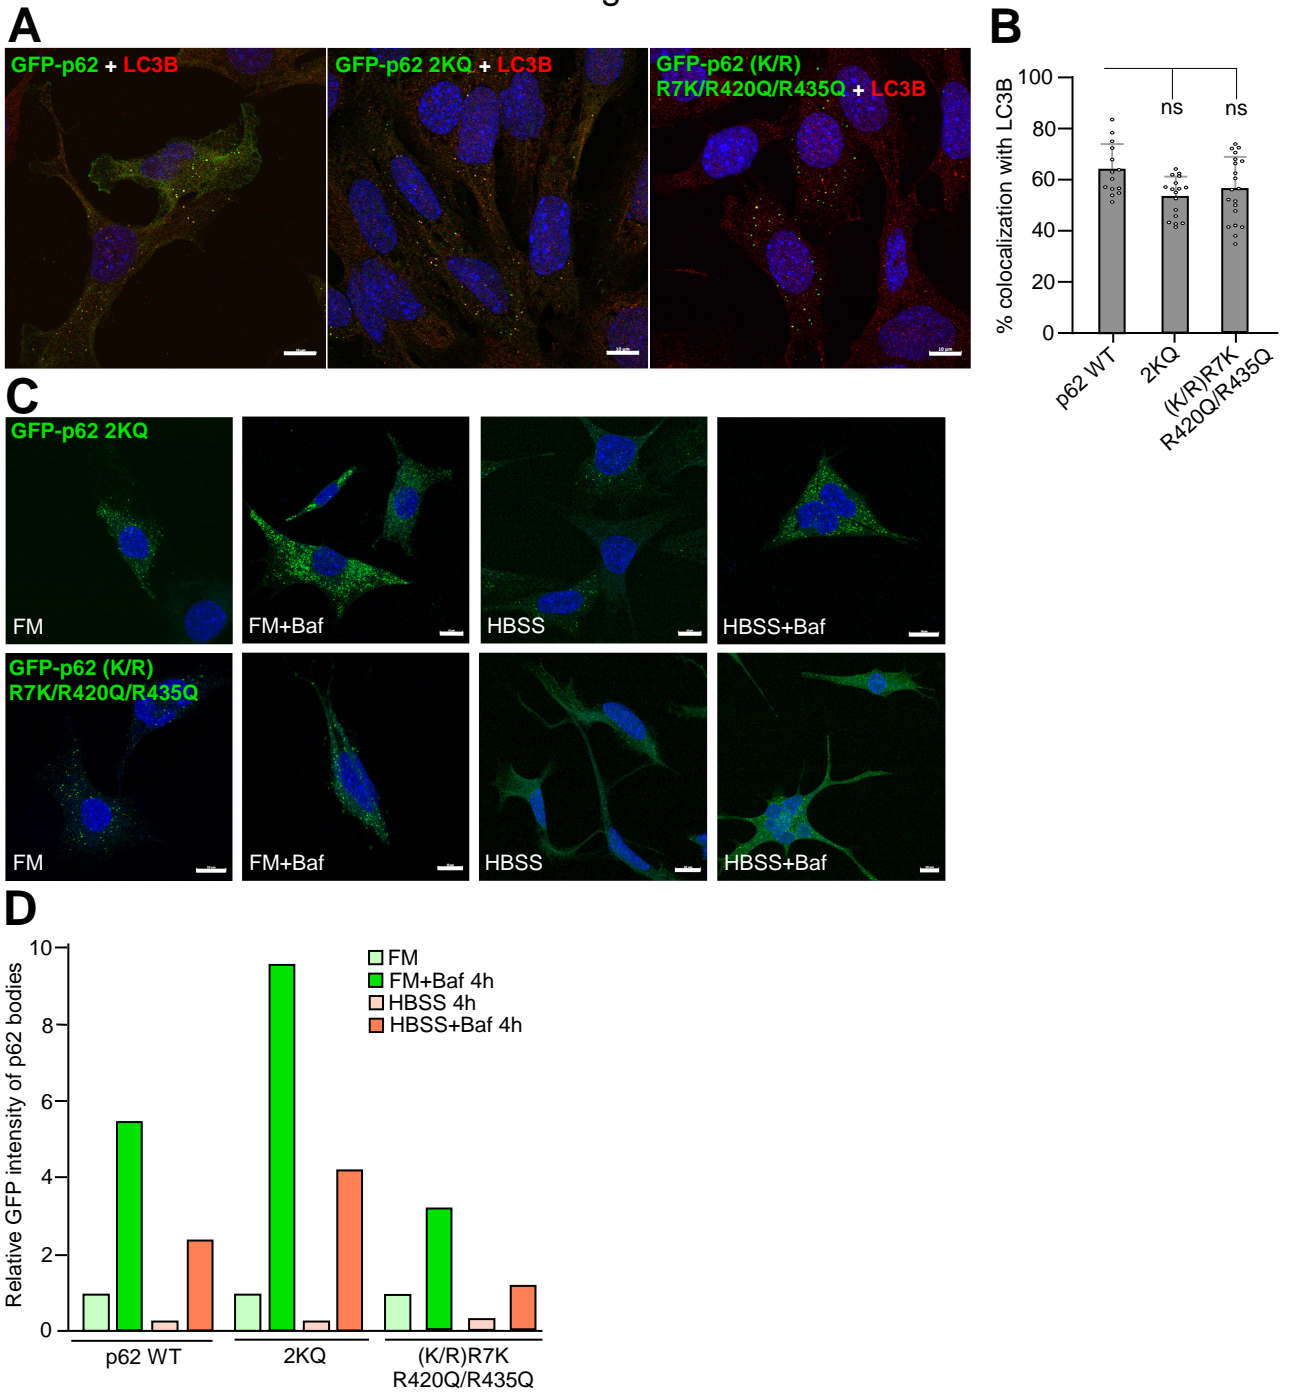 A
GFP-p62 + LC3B
GFP-p62 2KQ + LC3B
GFP-p62 (K/R)
R7K/R420Q/R435Q + LC3B
10 µm
10 µm
B
% colocalization with LC3B
100
80
60
40
20
0
ns
ns
p62 WT
2KQ
(K/R)R7K
R420Q/R435Q
C
GFP-p62 2KQ
FM
FM+Baf
HBSS
HBSS+Baf
GFP-p62 (K/R)
R7K/R420Q/R435Q
FM
FM+Baf
HBSS
HBSS+Baf
D
Relative GFP intensity of p62 bodies
10
8
6
4
2
0
FM
FM+Baf 4h
HBSS 4h
HBSS+Baf 4h
p62 WT
2KQ
(K/R)R7K
R420Q/R435Q